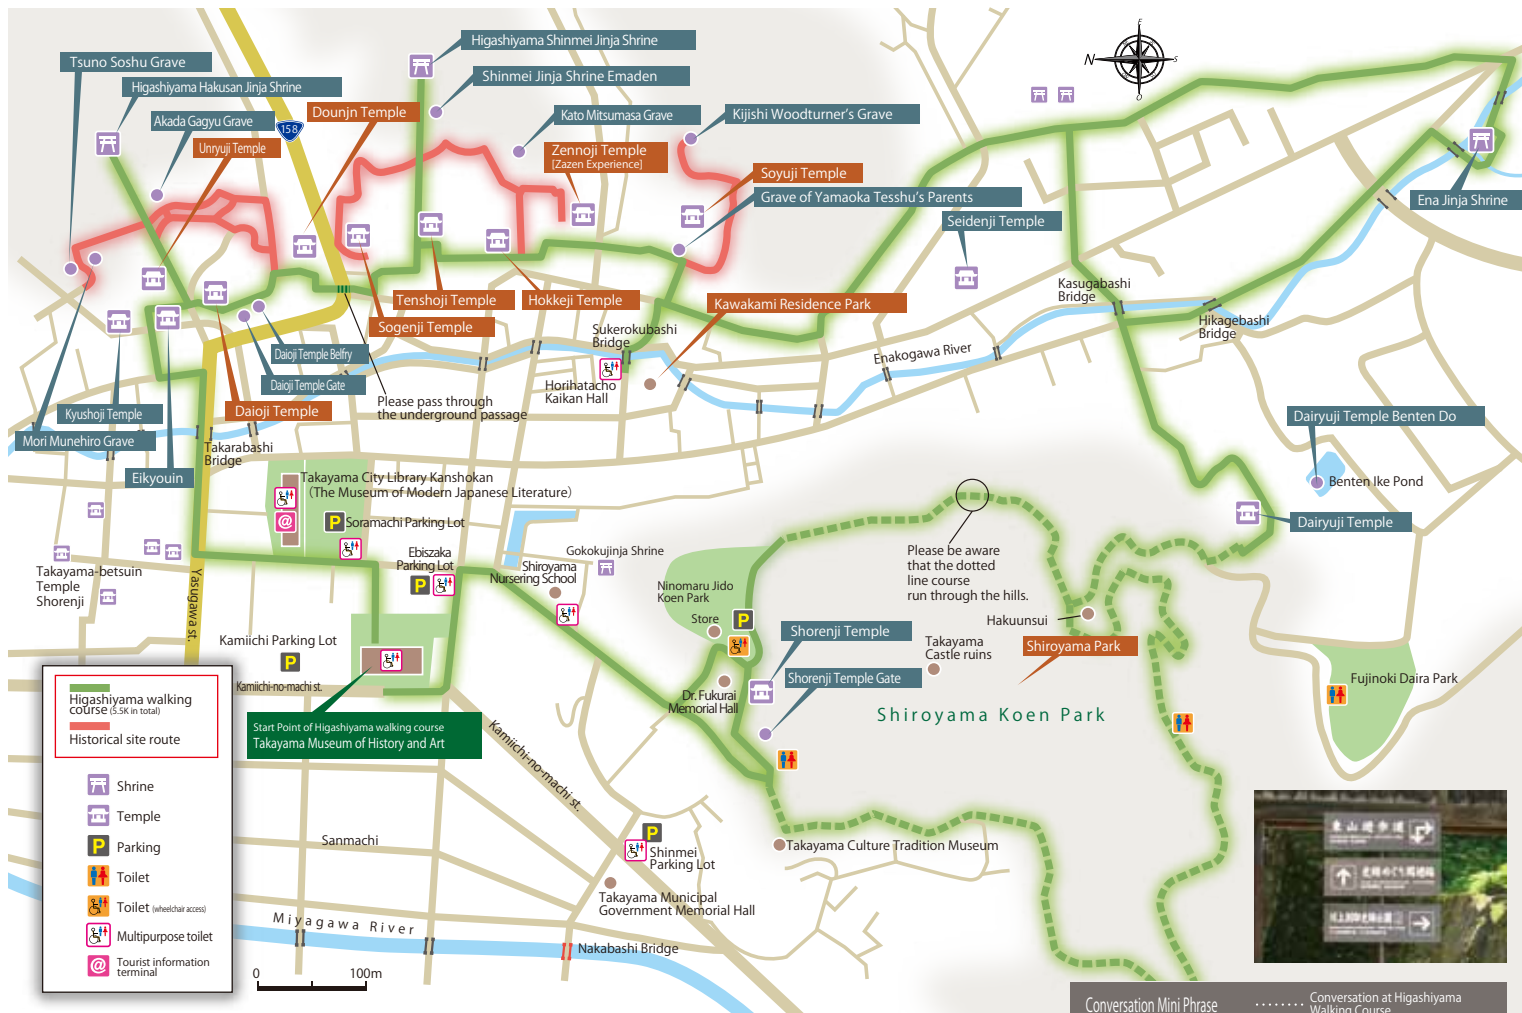 Higashiyama Shinmei Jinja Shrine
Tsuno Soshu Grave
Shinmei Jinja Shrine Emaden
Higashiyama Hakusan Jinja Shrine
Dounjn Temple
Kato Mitsumasa Grave
Kijishi Woodturner's Grave
Akada Gagyu Grave
158
Unryuji Temple
Zennoji Temple
[Zazen Experience]
Soyuji Temple
Grave of Yamaoka Tesshu's Parents
Seidenji Temple
Ena Jinja Shrine
E
N
S
O
Kasugabashi
Bridge
Hikagebashi
Bridge
Tenshoji Temple
Hokkeji Temple
Kawakami Residence Park
Sogenji Temple
Sukerokubashi
Bridge
Enakogawa River
Daioji Temple Belfry
Daioji Temple Gate
Horihatacho
Kaikan Hall
Please pass through
the underground passage
Kyushoji Temple
Daioji Temple
Mori Munehiro Grave
Takarabashi
Bridge
Eikyouin
Dairyuji Temple Benten Do
Benten Ike Pond
Dairyuji Temple
Takayama City Library Kanshokan
(The Museum of Modern Japanese Literature)
@
P
Soramachi Parking Lot
Ebiszaka
Parking Lot
P
Gokokujinja Shrine
Shiroyama
Nursering School
Please be aware
that the dotted
line course
run through the hills.
Takayama-betsuin
Temple
Shorenji
Yasugawa st.
Ninomaru Jido
Koen Park
Store
P
Hakuunsui
Kamiichi Parking Lot
P
Kamiichi-no-machi st.
Shorenji Temple
Takayama
Castle ruins
Shiroyama Park
Shorenji Temple Gate
Dr. Fukurai
Memorial Hall
Shiroyama Koen Park
Fujinoki Daira Park
Start Point of Higashiyama walking course
Takayama Museum of History and Art
Kamiichi-no-machi st.
Higashiyama walking
course (5.5K in total)
Historical site route
Shrine
Temple
P
Parking
Toilet
Toilet (wheelchair access)
Multipurpose toilet
@
Tourist information
terminal
Sanmachi
P
Shinmei
Parking Lot
Takayama Culture Tradition Museum
Takayama Municipal
Government Memorial Hall
Miyagawa River
Nakabashi Bridge
0 100m
東山遊歩道
Conversation Mini Phrase
Conversation at Higashiyama
Walking Course